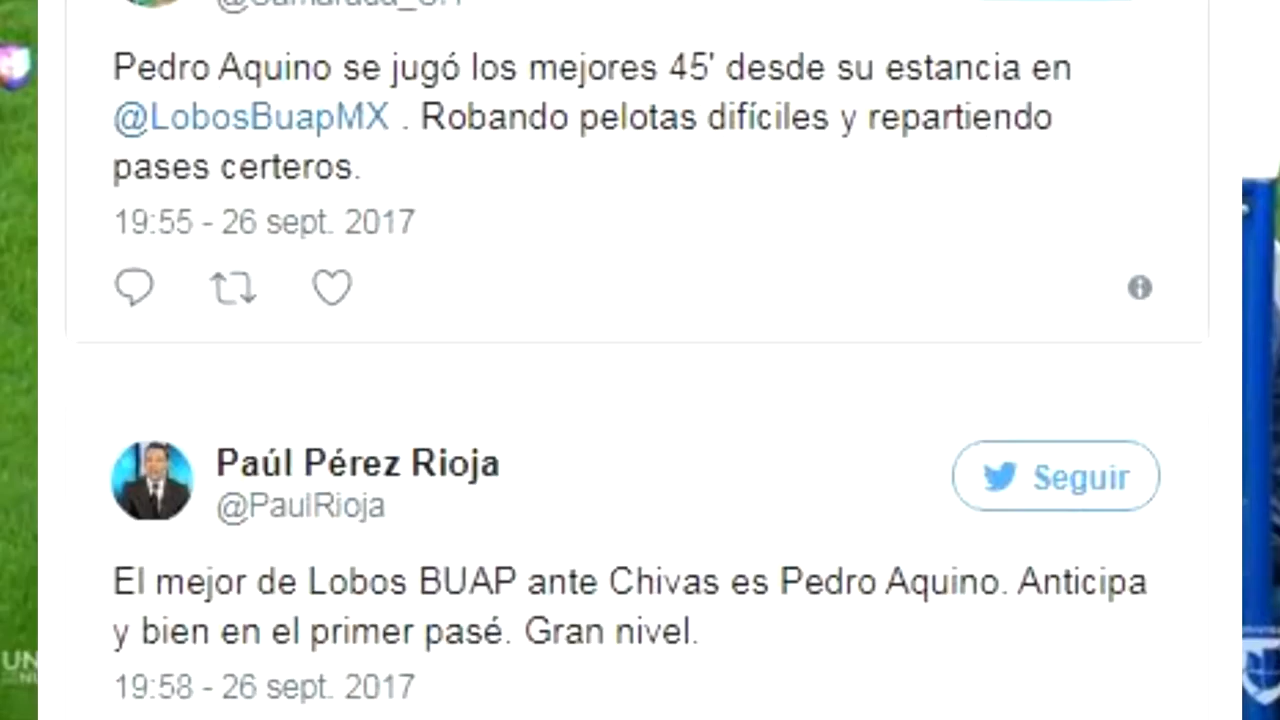 Pedro Aquino se jugó los mejores 45' desde su estancia en
@LobosBuapMX . Robando pelotas difíciles y repartiendo
pases certeros.
19:55 - 26 sept. 2017
Paúl Pérez Rioja
@PaulRioja
Seguir
El mejor de Lobos BUAP ante Chivas es Pedro Aquino. Anticipa
y bien en el primer pasé. Gran nivel.
19:58 - 26 sept. 2017
UN